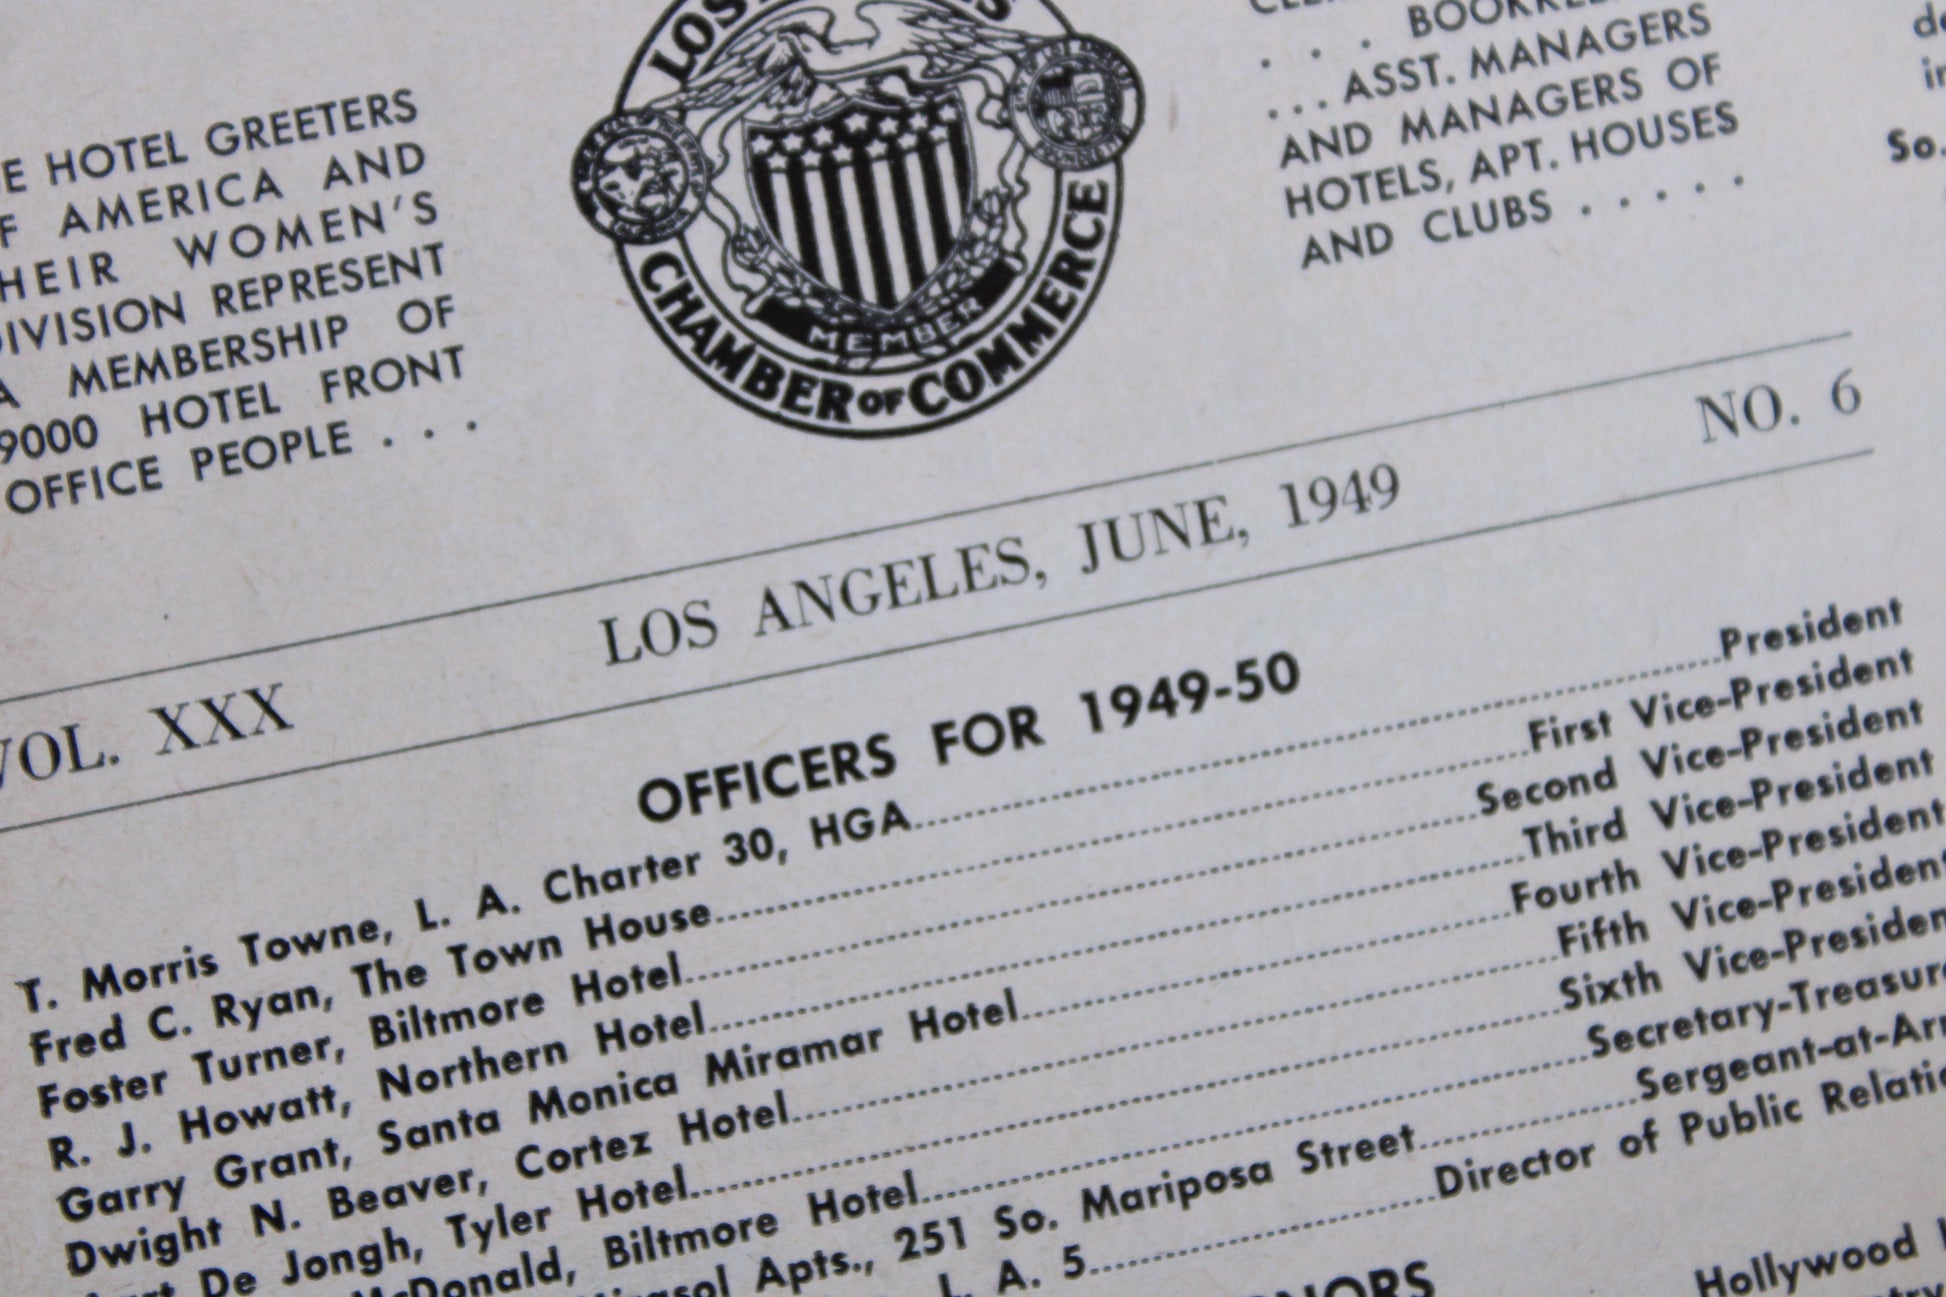 HOTEL GREETERS
AMERICA AND
WOMEN'S
REPRESENT
MEMBERSHIP OF
9000 HOTEL FRONT
OFFICE PEOPLE . . .
LOS
MEMBER
CHAMBER OF COMMERCE
. . .
. . . ASST. MANAGERS
AND MANAGERS OF
HOTELS, APT. HOUSES
AND CLUBS . . . . .
So.
VOL. XXX LOS ANGELES, JUNE, 1949 NO. 6
OFFICERS FOR 1949-50
T. Morris Towne, L. A. Charter 30, HGA President
Fred C. Ryan, The Town House First Vice-President
Foster Turner, Biltmore Hotel Second Vice-President
R. J. Howatt, Northern Hotel Third Vice-President
Garry Grant, Santa Monica Miramar Hotel Fourth Vice-President
Dwight N. Beaver, Cortez Hotel Fifth Vice-President
De Jongh, Tyler Hotel Sixth Vice-Presiden
McDonald, Biltmore Hotel Secretary-Treasur
Apts., 251 So. Mariposa Street Sergeant-at-Ar
L. A. 5 Director of Public Relatio
Hollywood